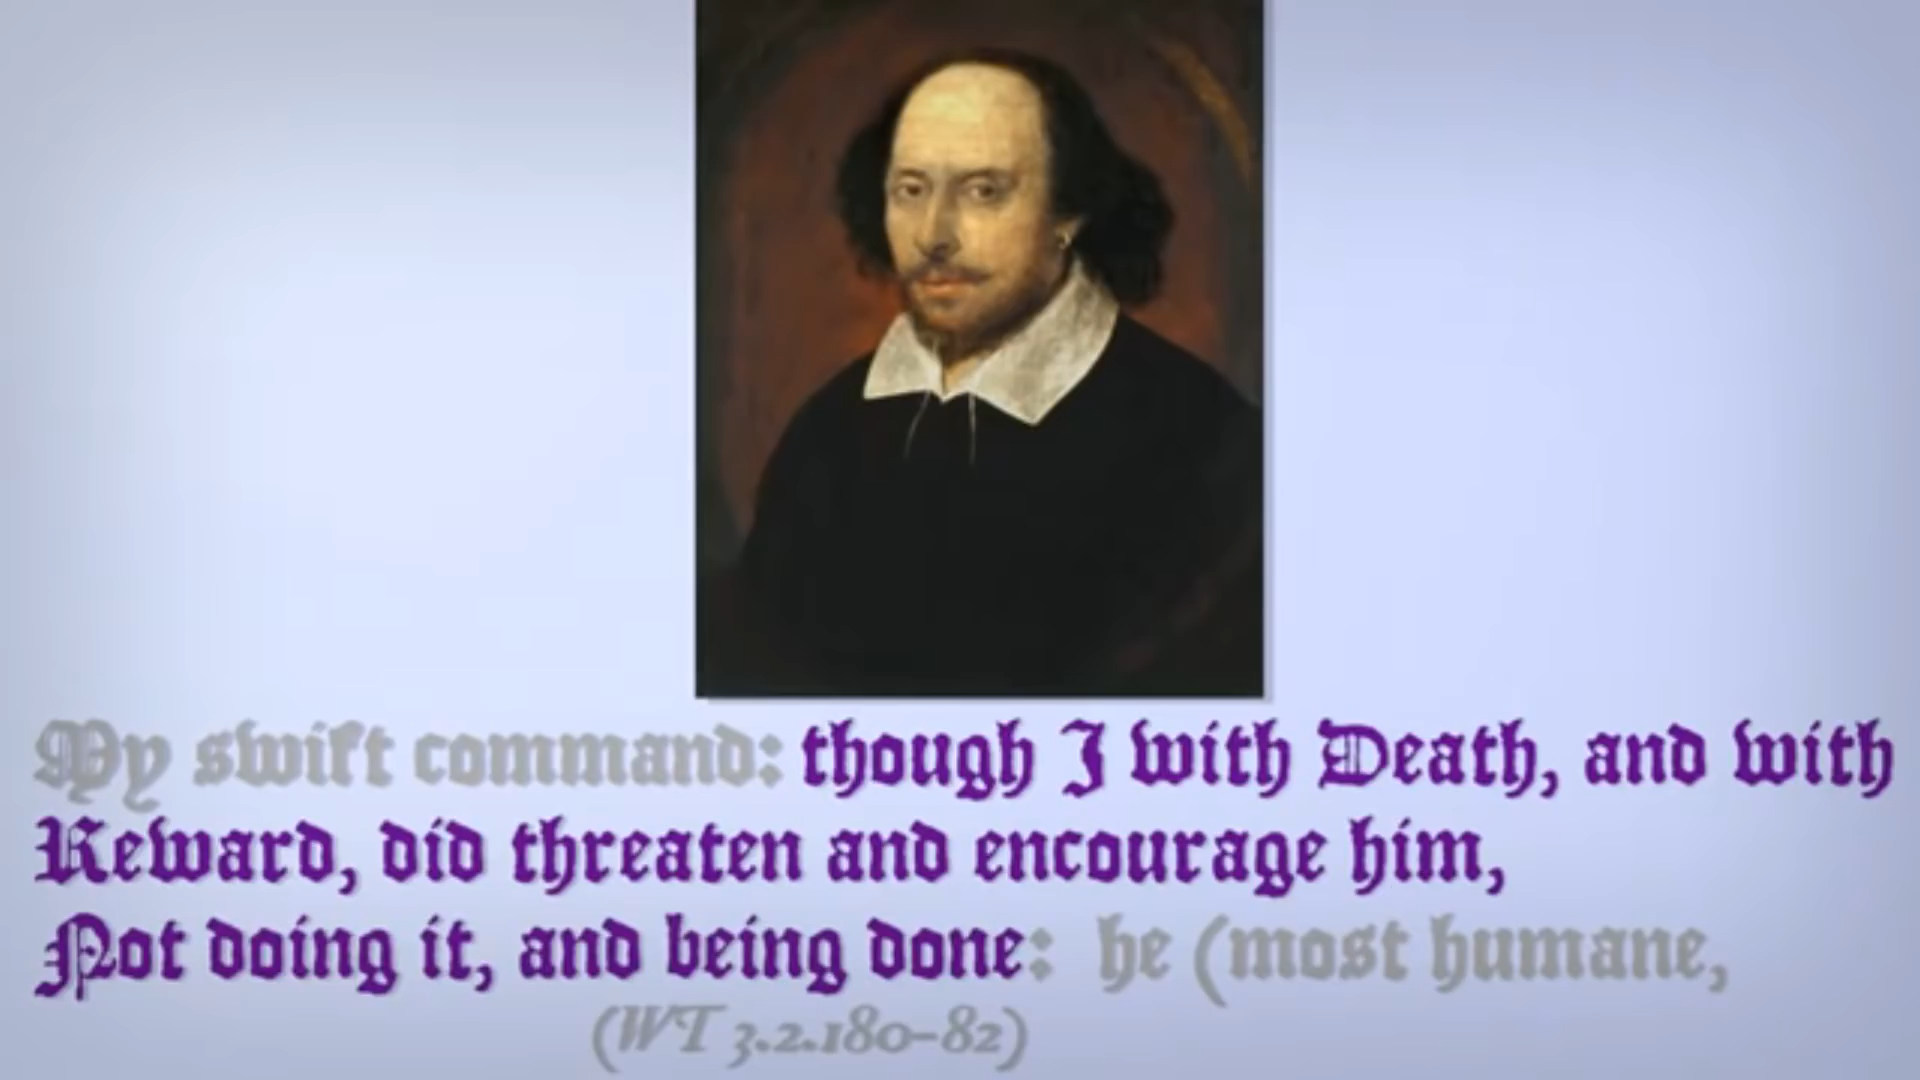 My swift command: though I with Death, and with
Reward, did threaten and encourage him,
Not doing it, and being done: he (most humane,
(WT 3.2.180–82)